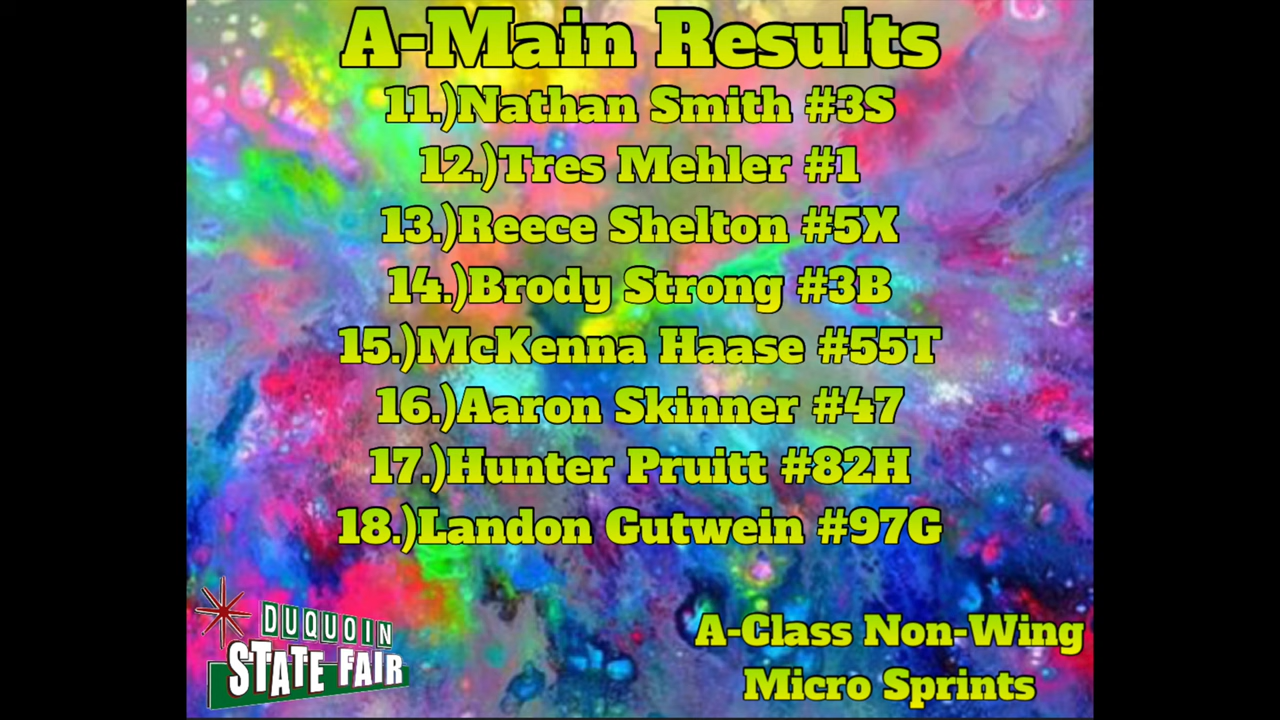 A-Main Results
11.)Nathan Smith #3S
12.)Tres Mehler #1
13.)Reece Shelton #5X
14.)Brody Strong #3B
15.)McKenna Haase #55T
16.)Aaron Skinner #47
17.)Hunter Pruitt #82H
18.)Landon Gutwein #97G
DUQUOIN
STATE FAIR
A-Class Non-Wing
Micro Sprints